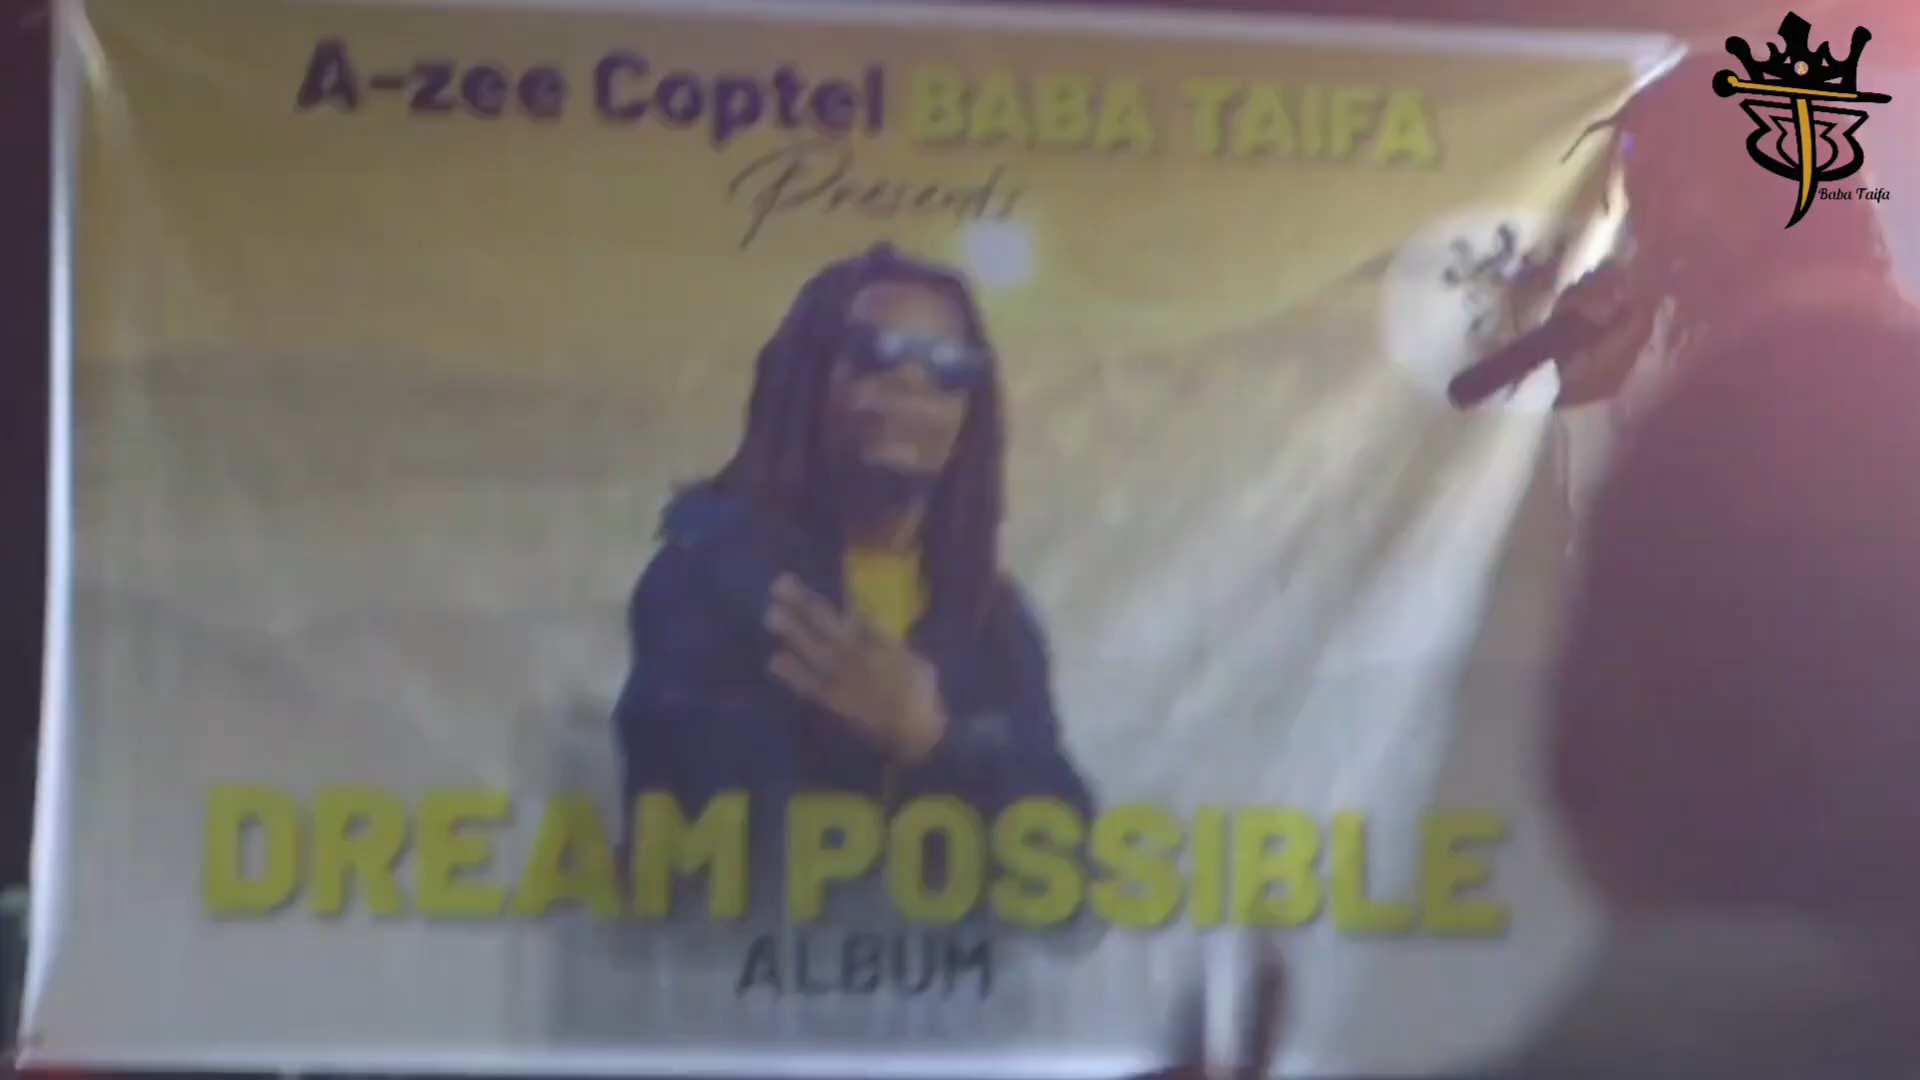 A-zee Coptel BABA TAIFA
Presents
DREAM POSSIBLE
ALBUM
Baba Taifa